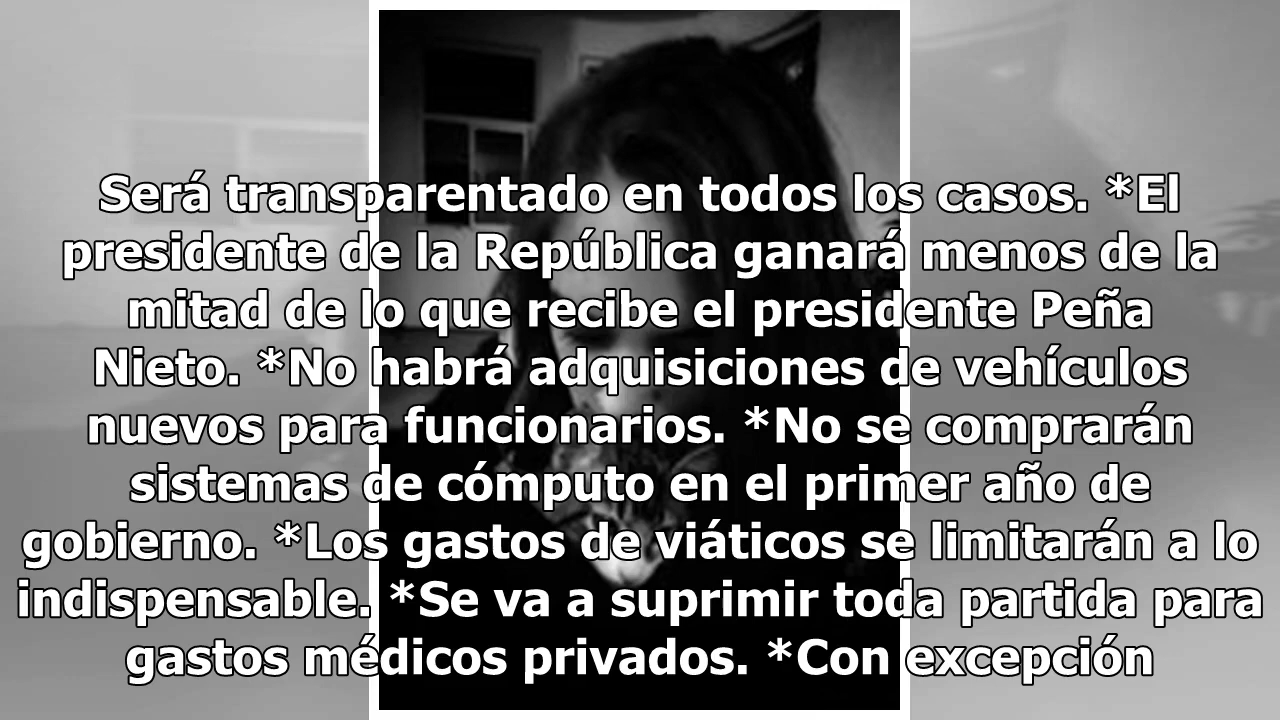 Será transparentado en todos los casos. *El
presidente de la República ganará menos de la
mitad de lo que recibe el presidente Peña
Nieto. *No habrá adquisiciones de vehículos
nuevos para funcionarios. *No se comprarán
sistemas de cómputo en el primer año de
gobierno. *Los gastos de viáticos se limitarán a lo
indispensable. *Se va a suprimir toda partida para
gastos médicos privados. *Con excepción